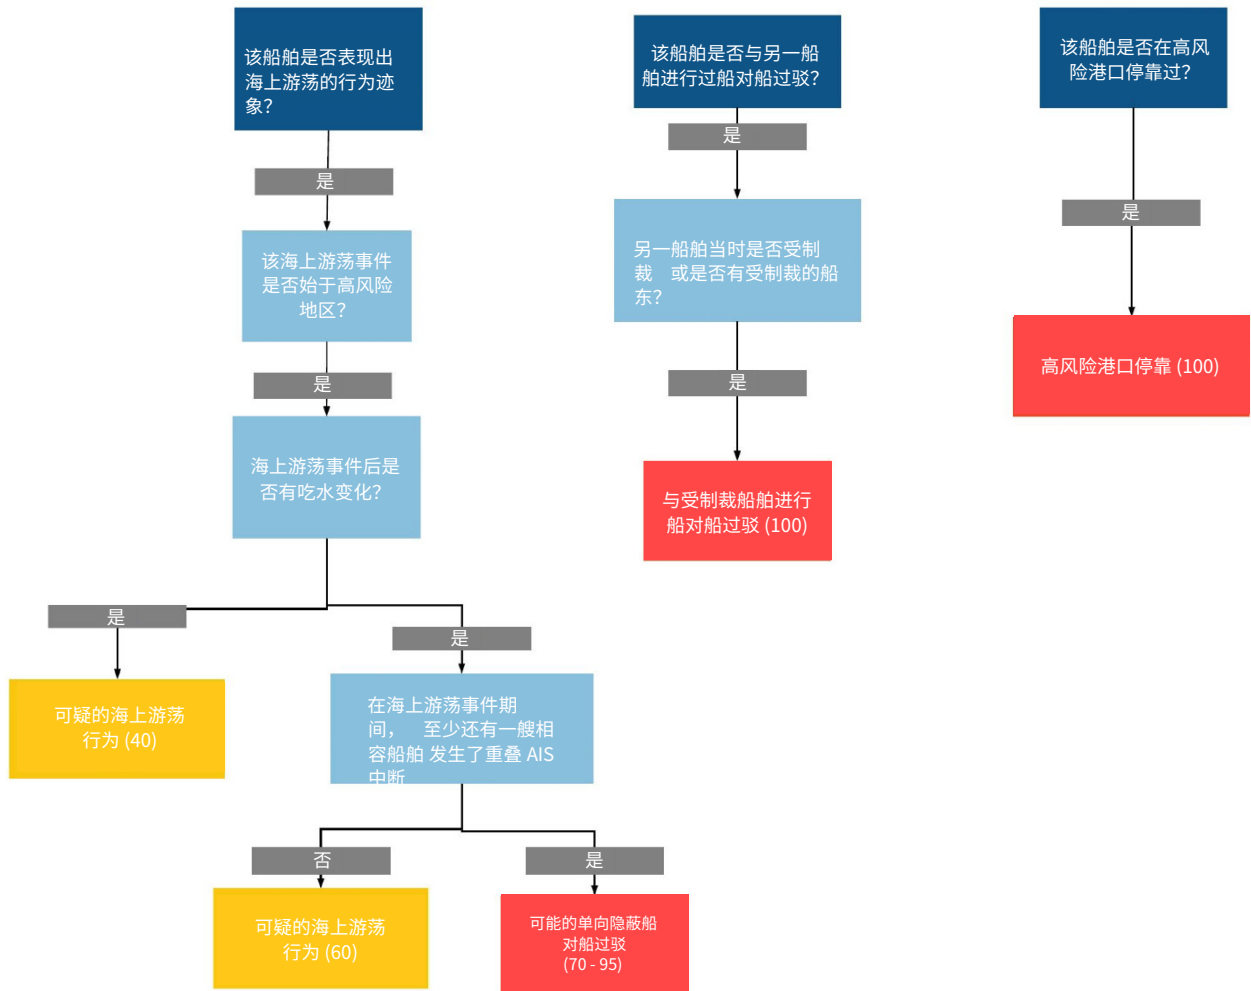 该船舶是否表现出
海上游荡的行为迹
象？
是
该海上游荡事件
是否始于高风险
地区？
是
海上游荡事件后是
否有吃水变化？
是
可疑的海上游荡
行为 (40)
是
在海上游荡事件期
间， 至少还有一艘相
容船舶 发生了重叠 AIS
中断
否
可疑的海上游荡
行为 (60)
是
可能的单向隐蔽船
对船过驳
(70 - 95)
该船舶是否与另一船
舶进行过船对船过驳？
是
另一船舶当时是否受制
裁 或是否有受制裁的船
东？
是
与受制裁船舶进行
船对船过驳 (100)
该船舶是否在高风
险港口停靠过？
是
高风险港口停靠 (100)